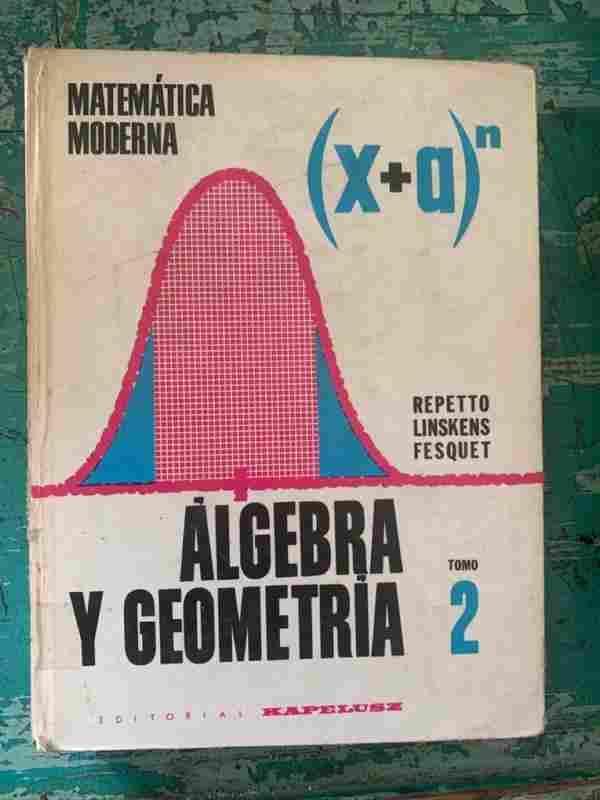 MATEMÁTICA
MODERNA
(x+a)ⁿ
REPETTO
LINSKENS
FESQUET
ÁLGEBRA
Y GEOMETRÍA
TOMO
2
EDITORIAL KAPELUSZ